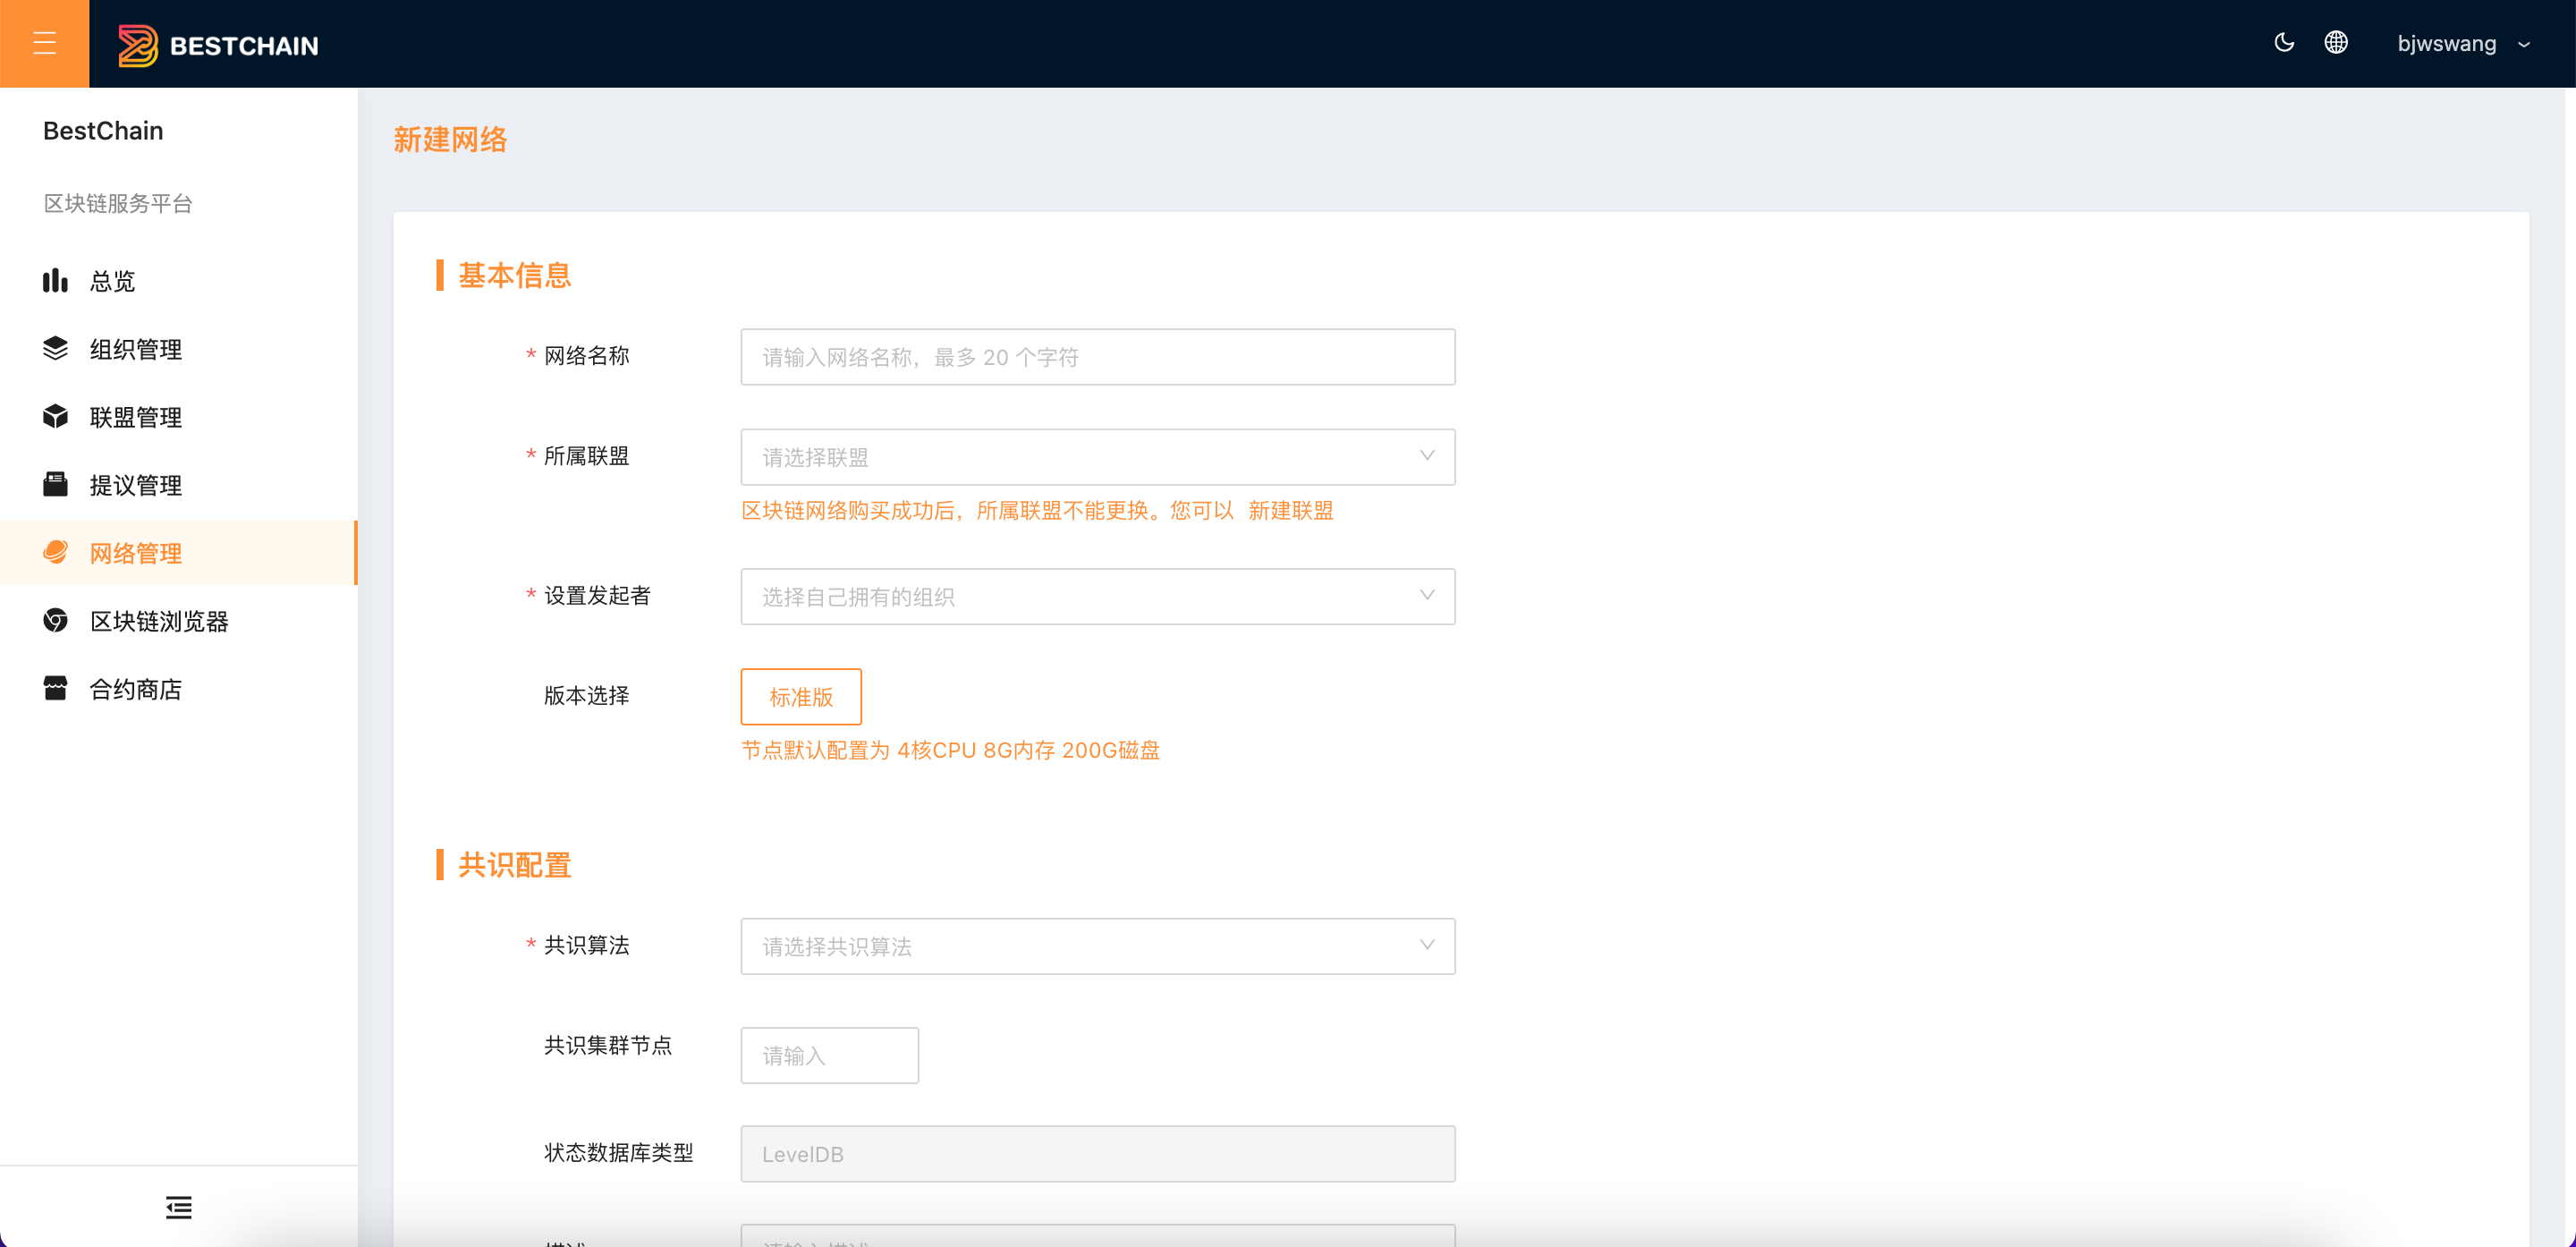 BESTCHAIN
bjwswang
BestChain
区块链服务平台
总览
组织管理
联盟管理
提议管理
网络管理
区块链浏览器
合约商店
新建网络
基本信息
* 网络名称
请输入网络名称，最多 20 个字符
* 所属联盟
请选择联盟
区块链网络购买成功后，所属联盟不能更换。您可以 新建联盟
* 设置发起者
选择自己拥有的组织
版本选择
标准版
节点默认配置为 4核CPU 8G内存 200G磁盘
共识配置
* 共识算法
请选择共识算法
共识集群节点
请输入
状态数据库类型
LevelDB